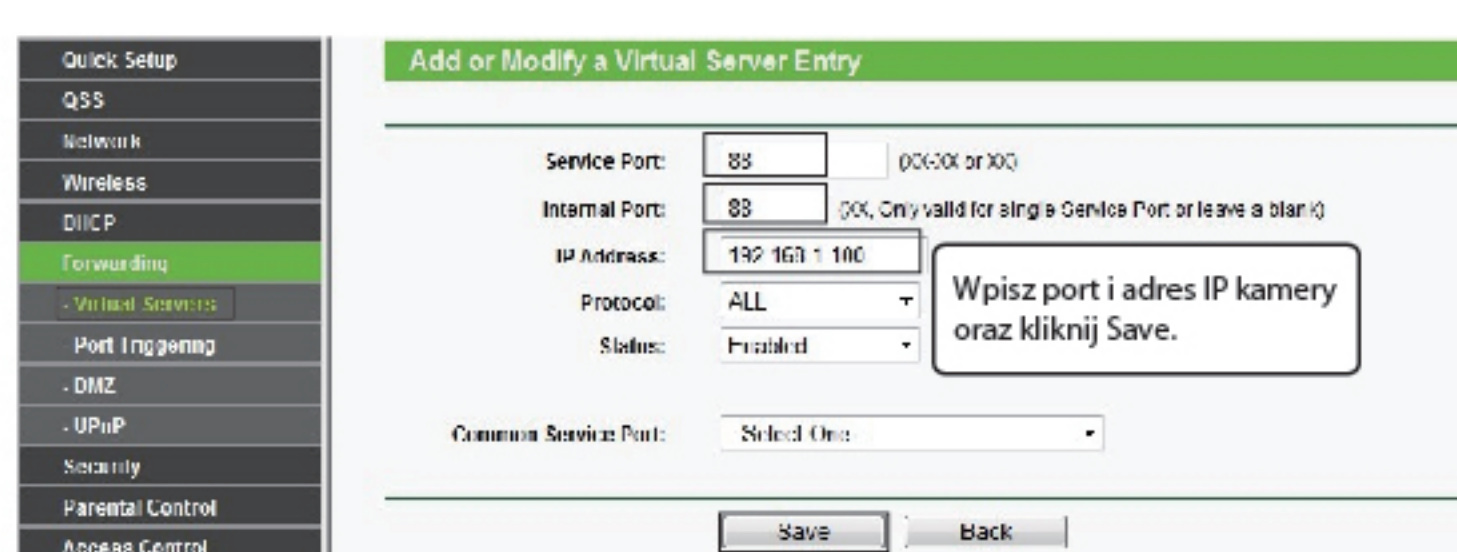 Quick Setup
QSS
Network
Wireless
DHCP
Forwarding
- Virtual Servers
Port Triggering
- DMZ
- UPnP
Security
Parental Control
Access Control
Add or Modify a Virtual Server Entry
Service Port: 88 (XX-XX or XX)
Internal Port: 88 (XX, Only valid for single Service Port or leave a blank)
IP Address: 192.168.1.100
Protocol: ALL
Status: Enabled
Wpisz port i adres IP kamery
oraz kliknij Save.
Common Service Port: Select One
Save Back